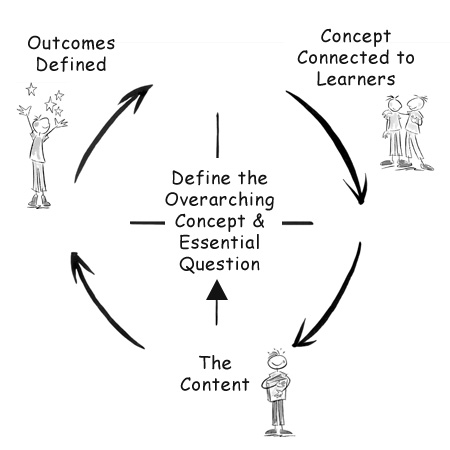 Outcomes
Defined
Concept
Connected to
Learners
Define the
Overarching
Concept &
Essential
Question
The
Content